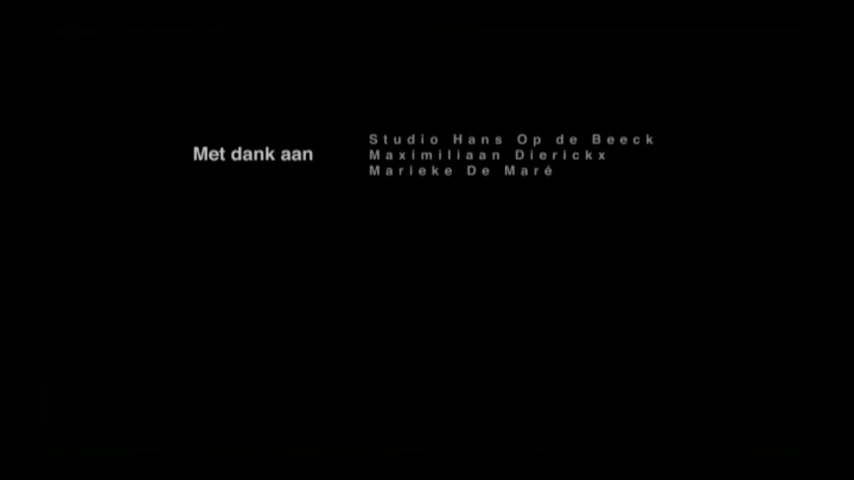 Met dank aan
Studio Hans Op de Beeck
Maximiliaan Dierickx
Marieke De Maré